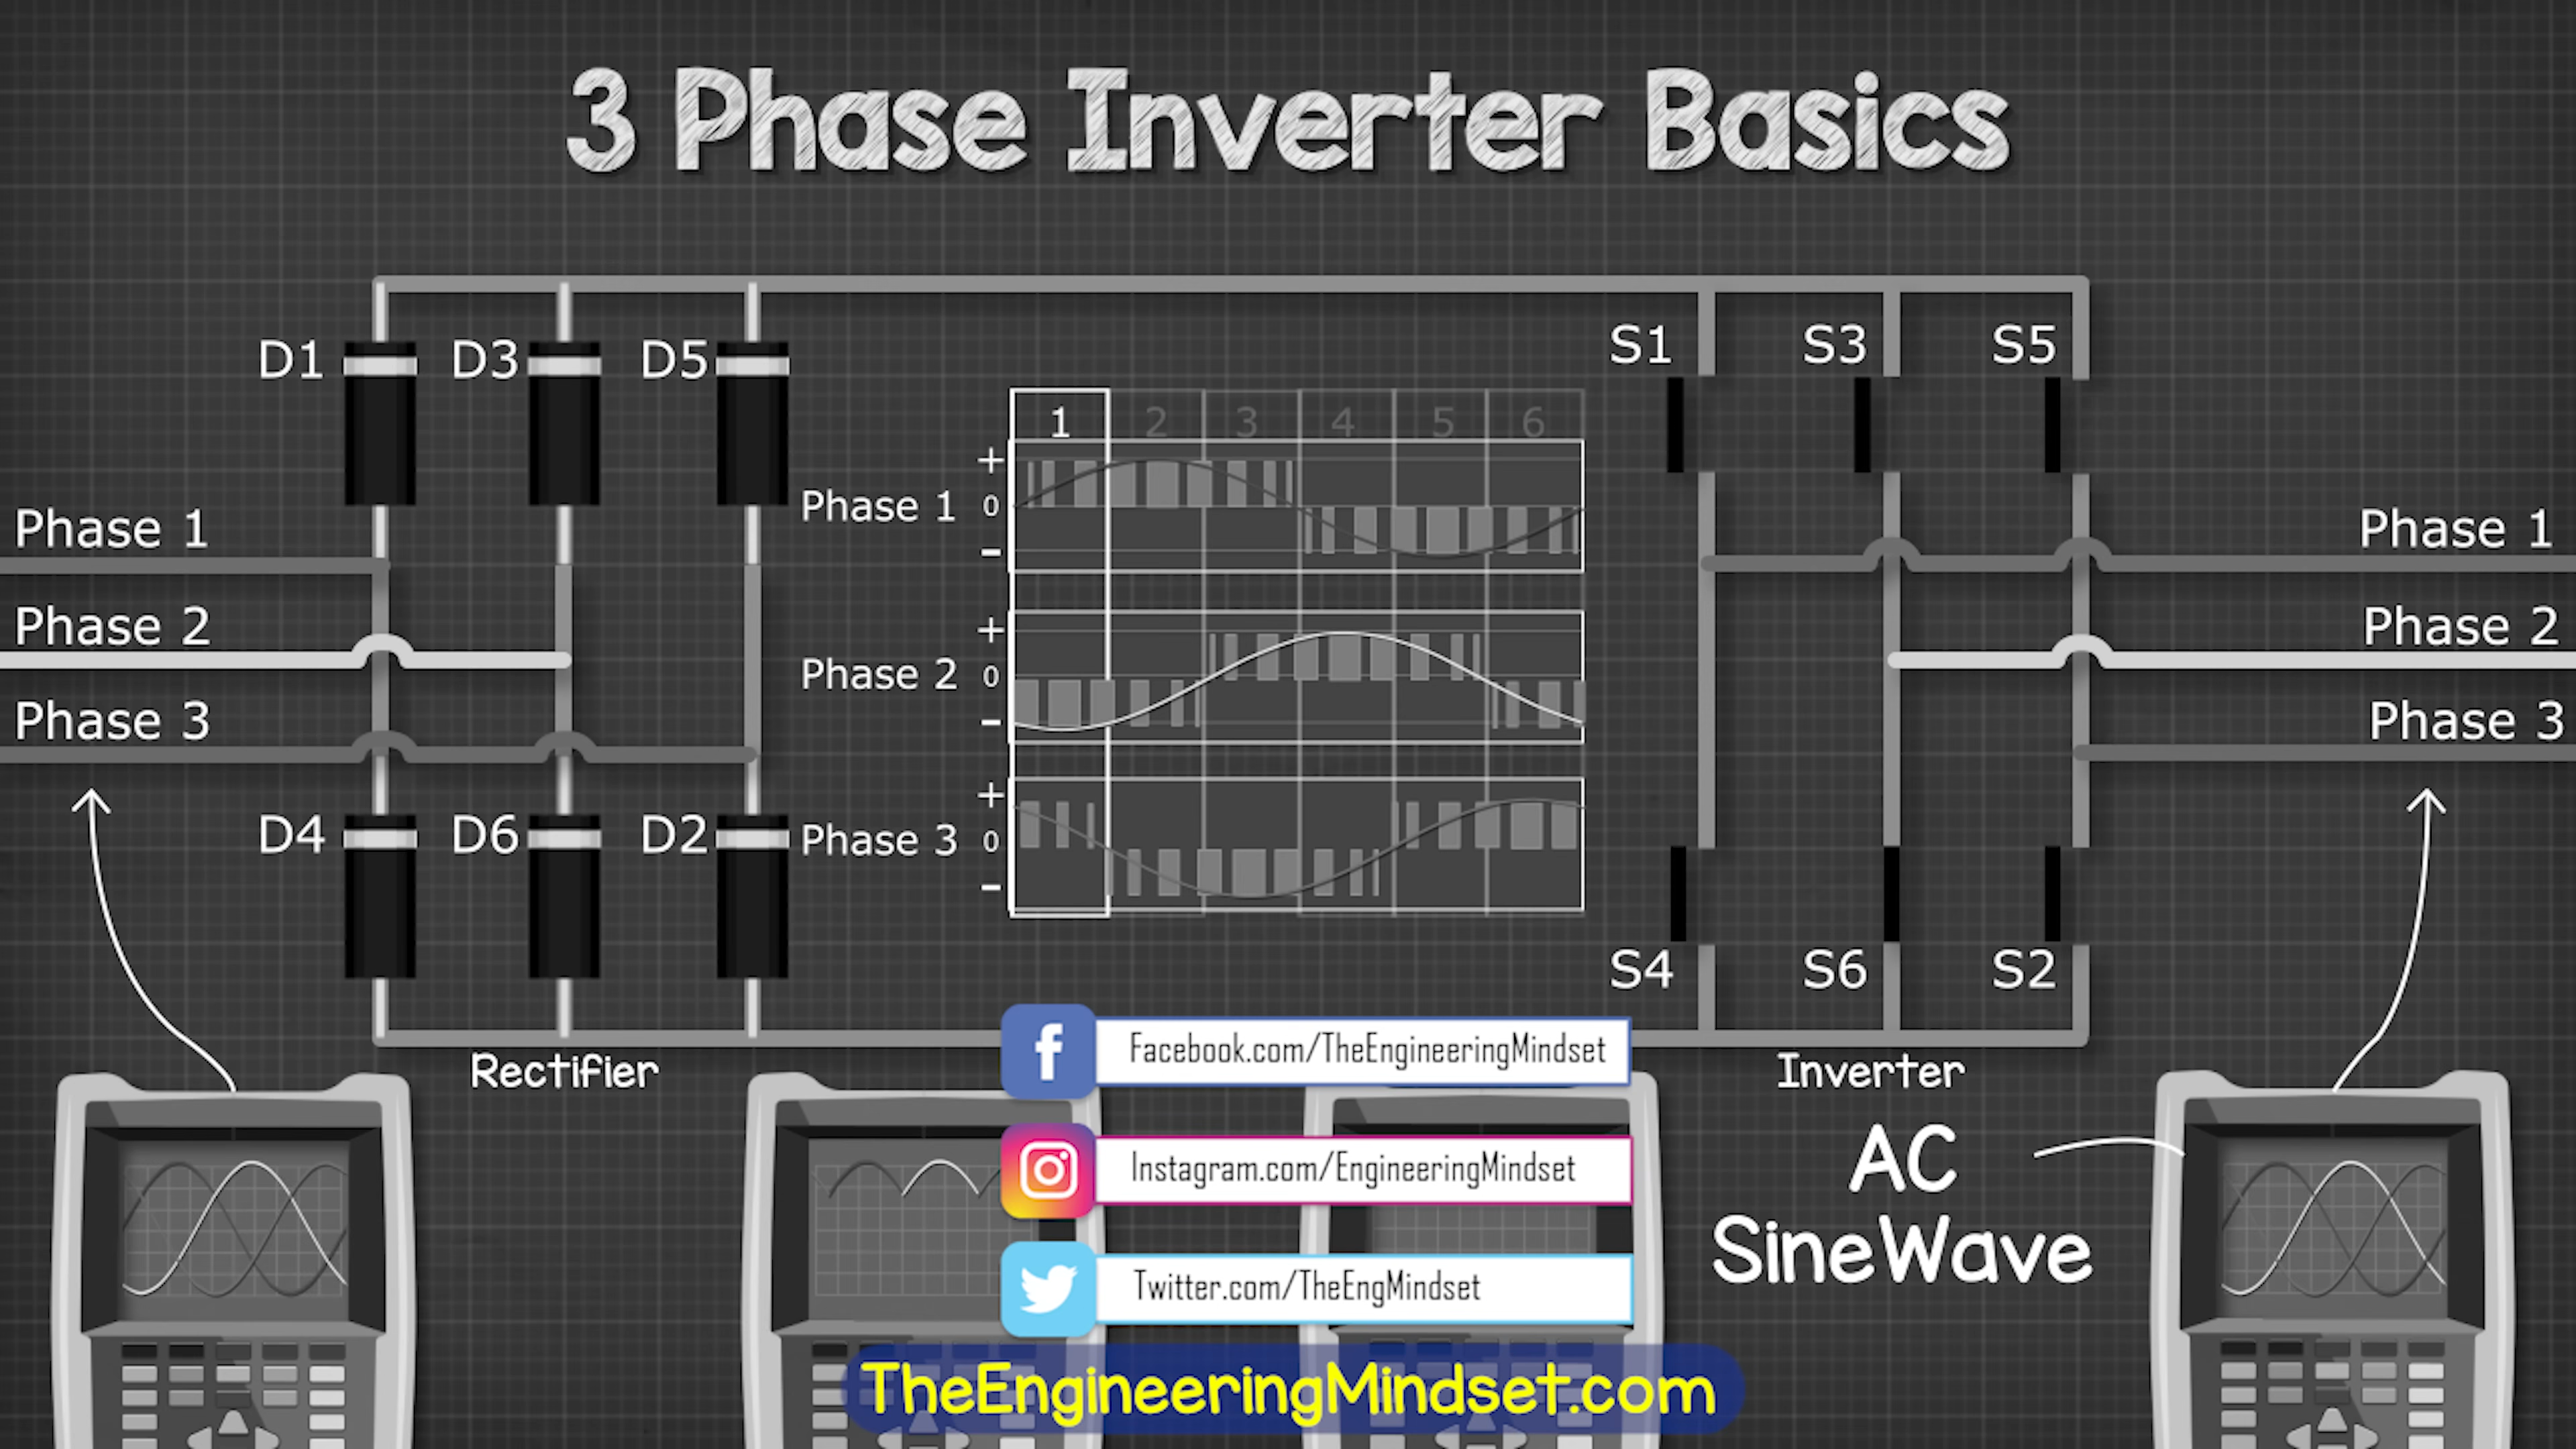 3 Phase Inverter Basics
D1 D3 D5
S1 S3 S5
1 2 3 4 5 6
Phase 1
Phase 2
Phase 3
+
Phase 1 0
-
+
Phase 2 0
-
+
Phase 3 0
-
Phase 1
Phase 2
Phase 3
D4 D6 D2
S4 S6 S2
Rectifier
Inverter
AC
SineWave
f Facebook.com/TheEngineeringMindset
Instagram.com/EngineeringMindset
Twitter.com/TheEngMindset
TheEngineeringMindset.com